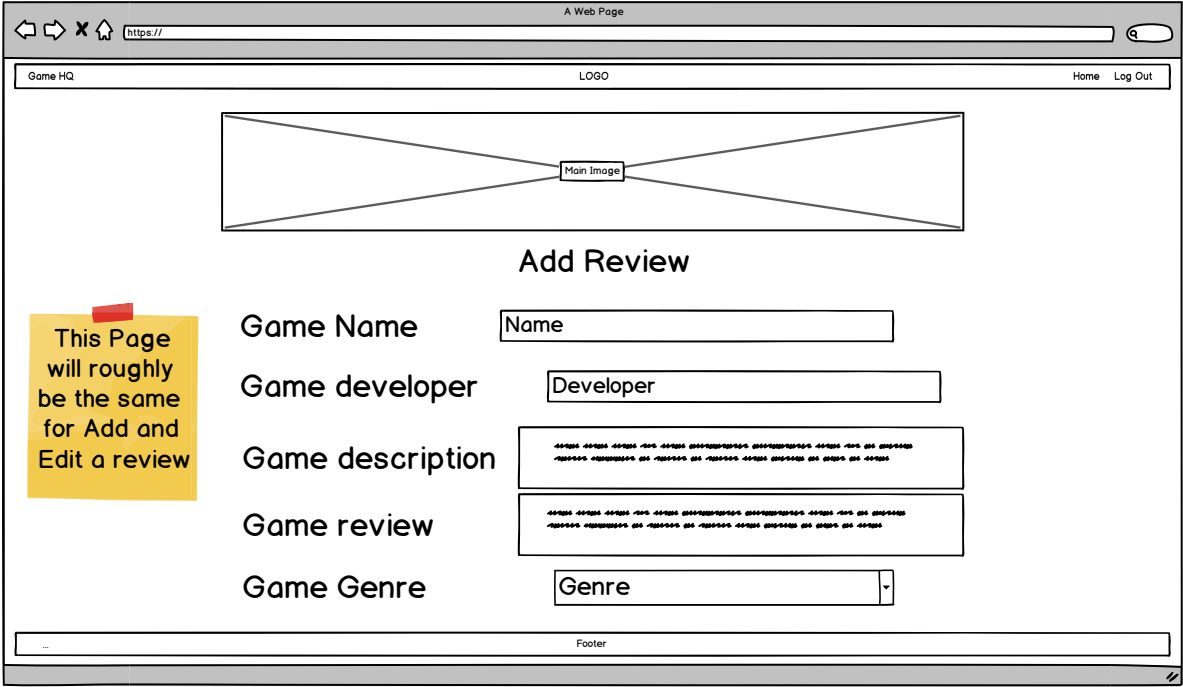 A Web Page
https://
Game HQ LOGO Home Log Out
Main Image
Add Review
This Page
will roughly
be the same
for Add and
Edit a review
Game Name Name
Game developer Developer
Game description
Game review
Game Genre Genre
... Footer